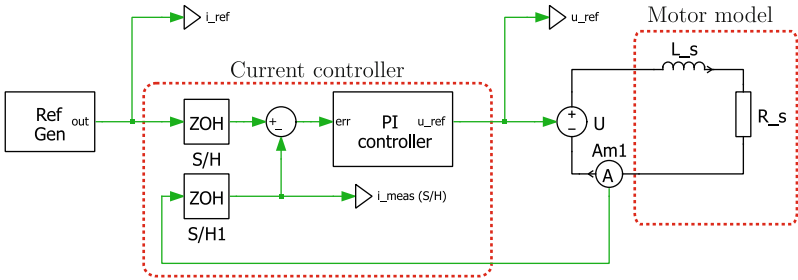 i_ref
u_ref
Motor model
Current controller
L_s
Ref
Gen
out
ZOH
S/H
+
−
err
PI
controller
u_ref
+
−
U
R_s
Am1
A
ZOH
S/H1
i_meas (S/H)